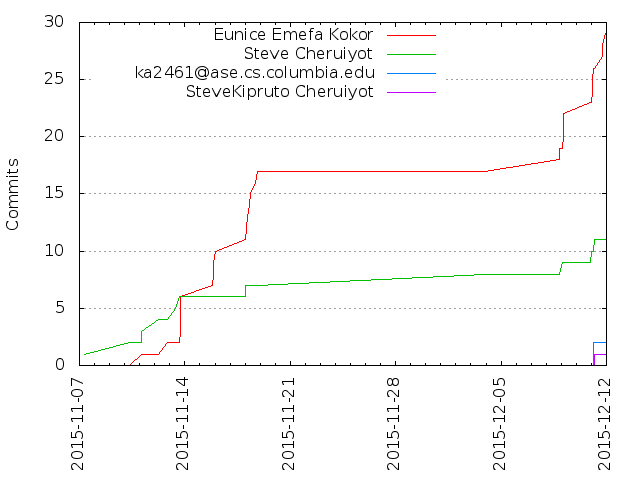 30
25
20
15
10
5
0
Commits
Eunice Emefa Kokor
Steve Cheruiyot
ka2461@ase.cs.columbia.edu
SteveKipruto Cheruiyot
2015-11-07
2015-11-14
2015-11-21
2015-11-28
2015-12-05
2015-12-12